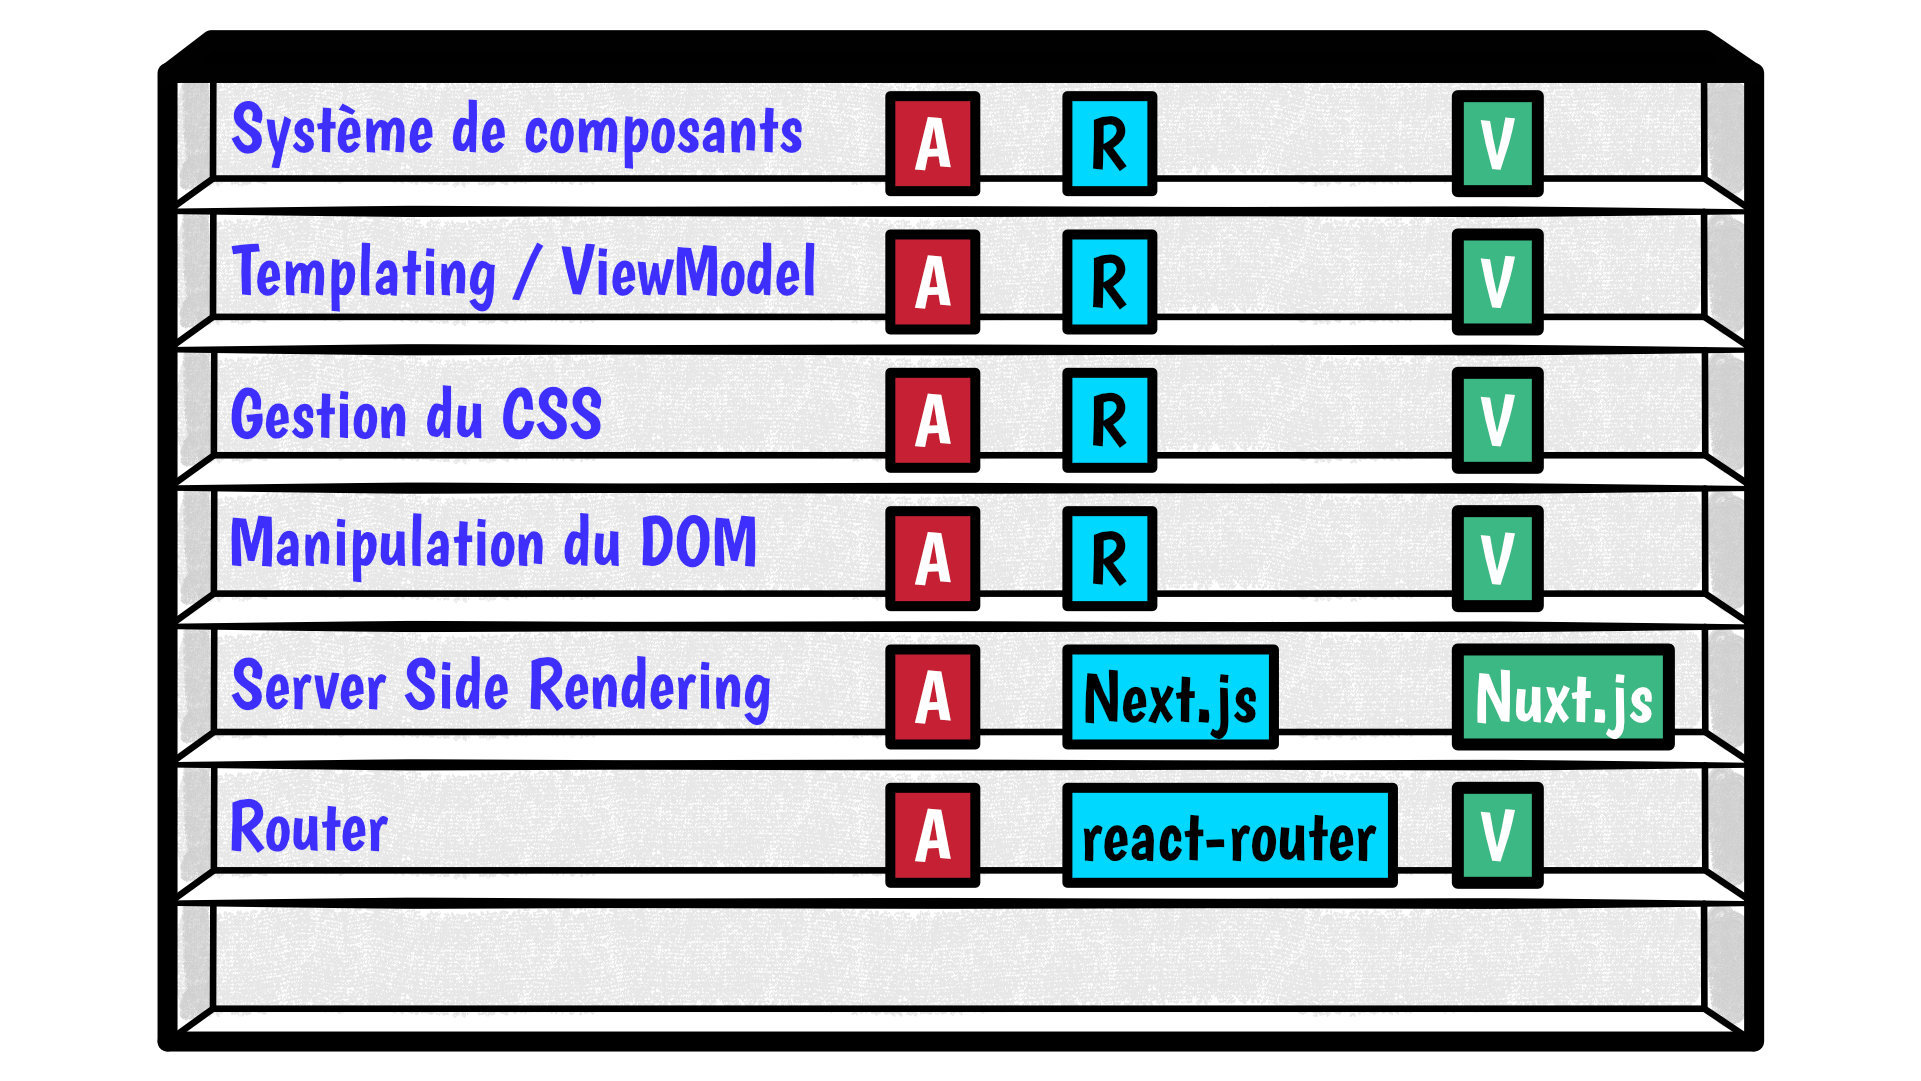 Système de composants A R V
Templating / ViewModel A R V
Gestion du CSS A R V
Manipulation du DOM A R V
Server Side Rendering A Next.js Nuxt.js
Router A react-router V